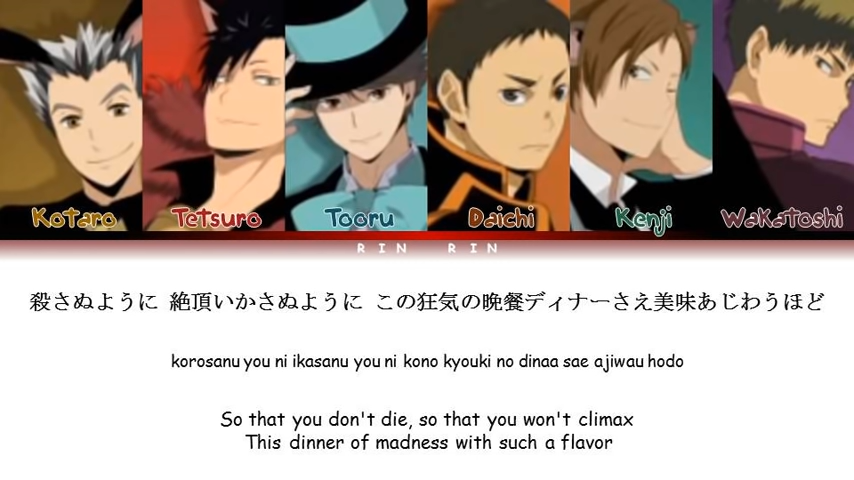 Kotaro Tetsuro Tooru Daichi Kenji Wakatoshi
RIN RIN
殺さぬように 絶頂いかさぬように この狂気の晩餐ディナーさえ美味あじわうほど
korosanu you ni ikasanu you ni kono kyouki no dinaa sae ajiwau hodo
So that you don't die, so that you won't climax
This dinner of madness with such a flavor